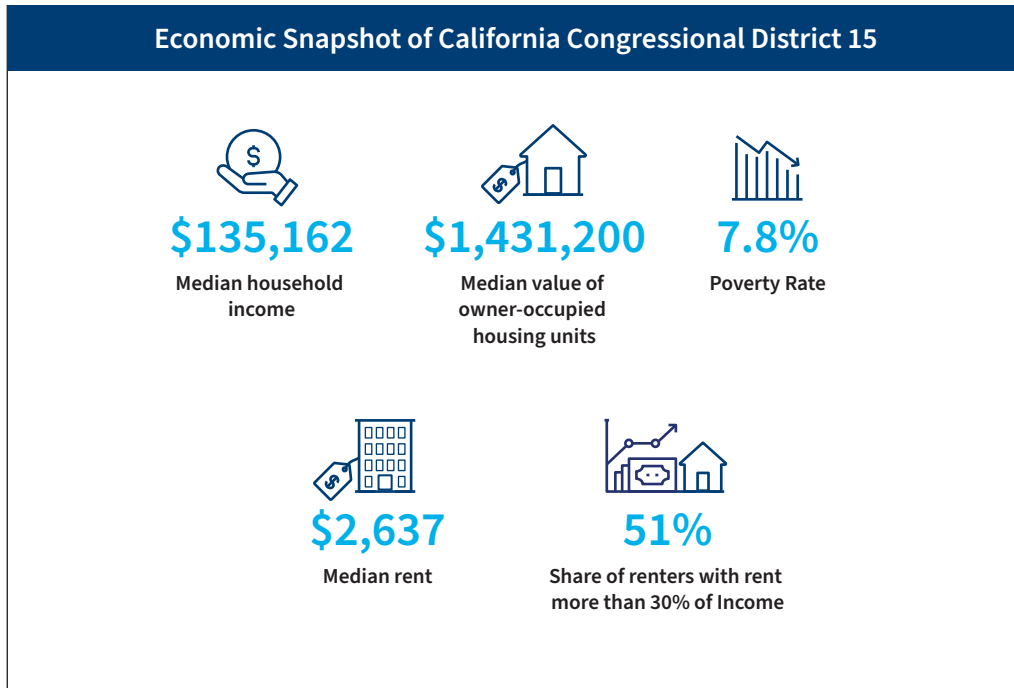 Economic Snapshot of California Congressional District 15
$
$
$135,162
Median household
income
$1,431,200
Median value of
owner-occupied
housing units
7.8%
Poverty Rate
$
$2,637
Median rent
51%
Share of renters with rent
more than 30% of Income